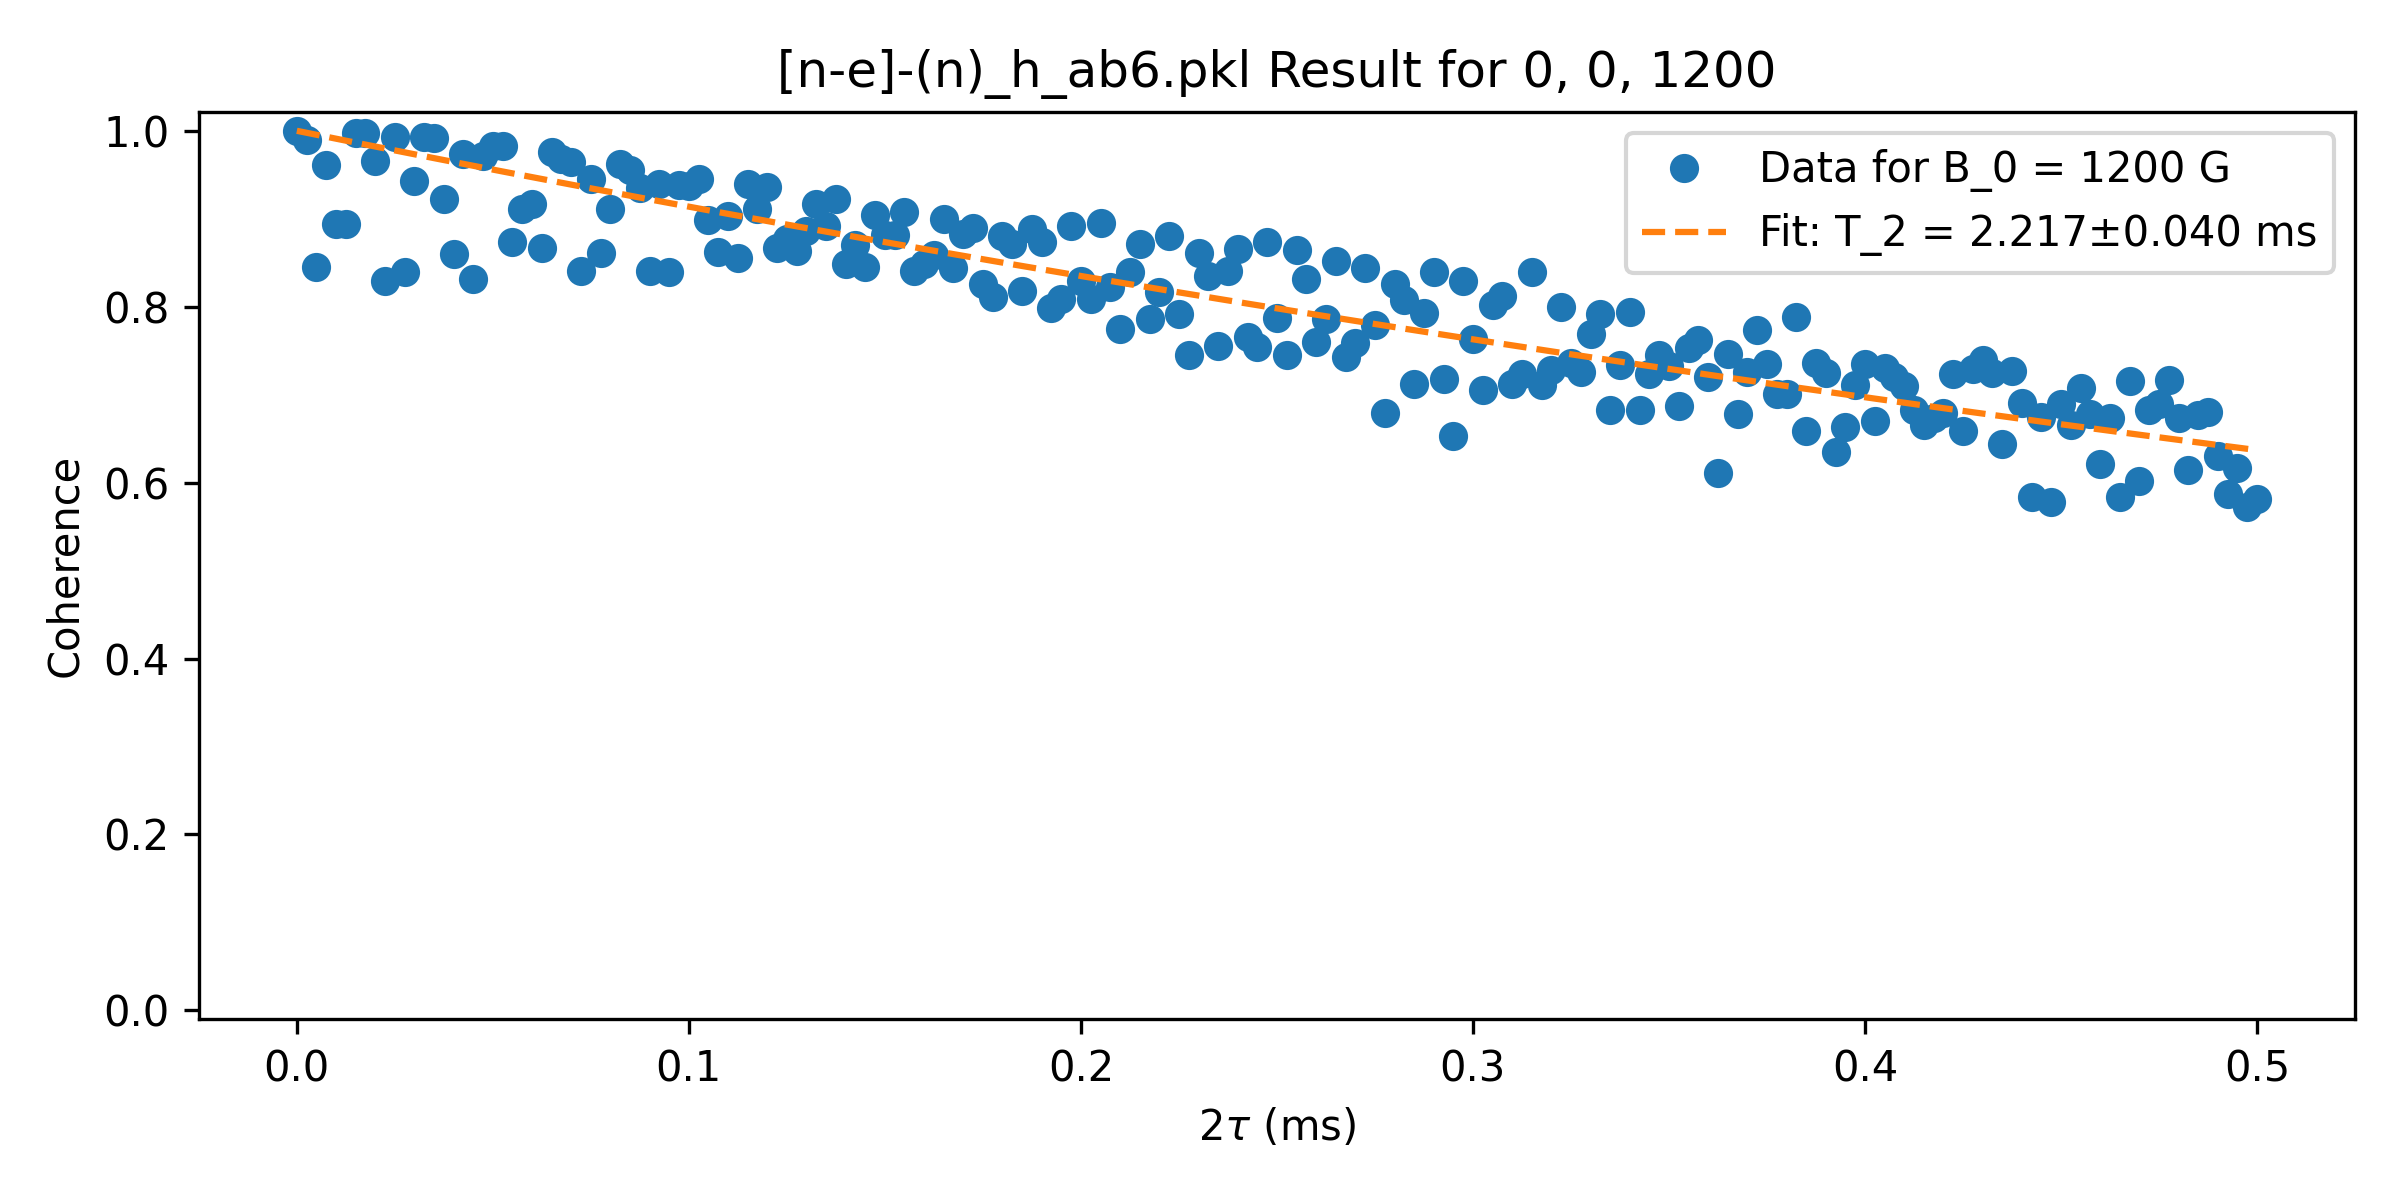 [n-e]-(n)_h_ab6.pkl Result for 0, 0, 1200
Data for B_0 = 1200 G
Fit: T_2 = 2.217±0.040 ms
1.0
0.8
0.6
0.4
0.2
0.0
Coherence
0.0 0.1 0.2 0.3 0.4 0.5
2τ (ms)